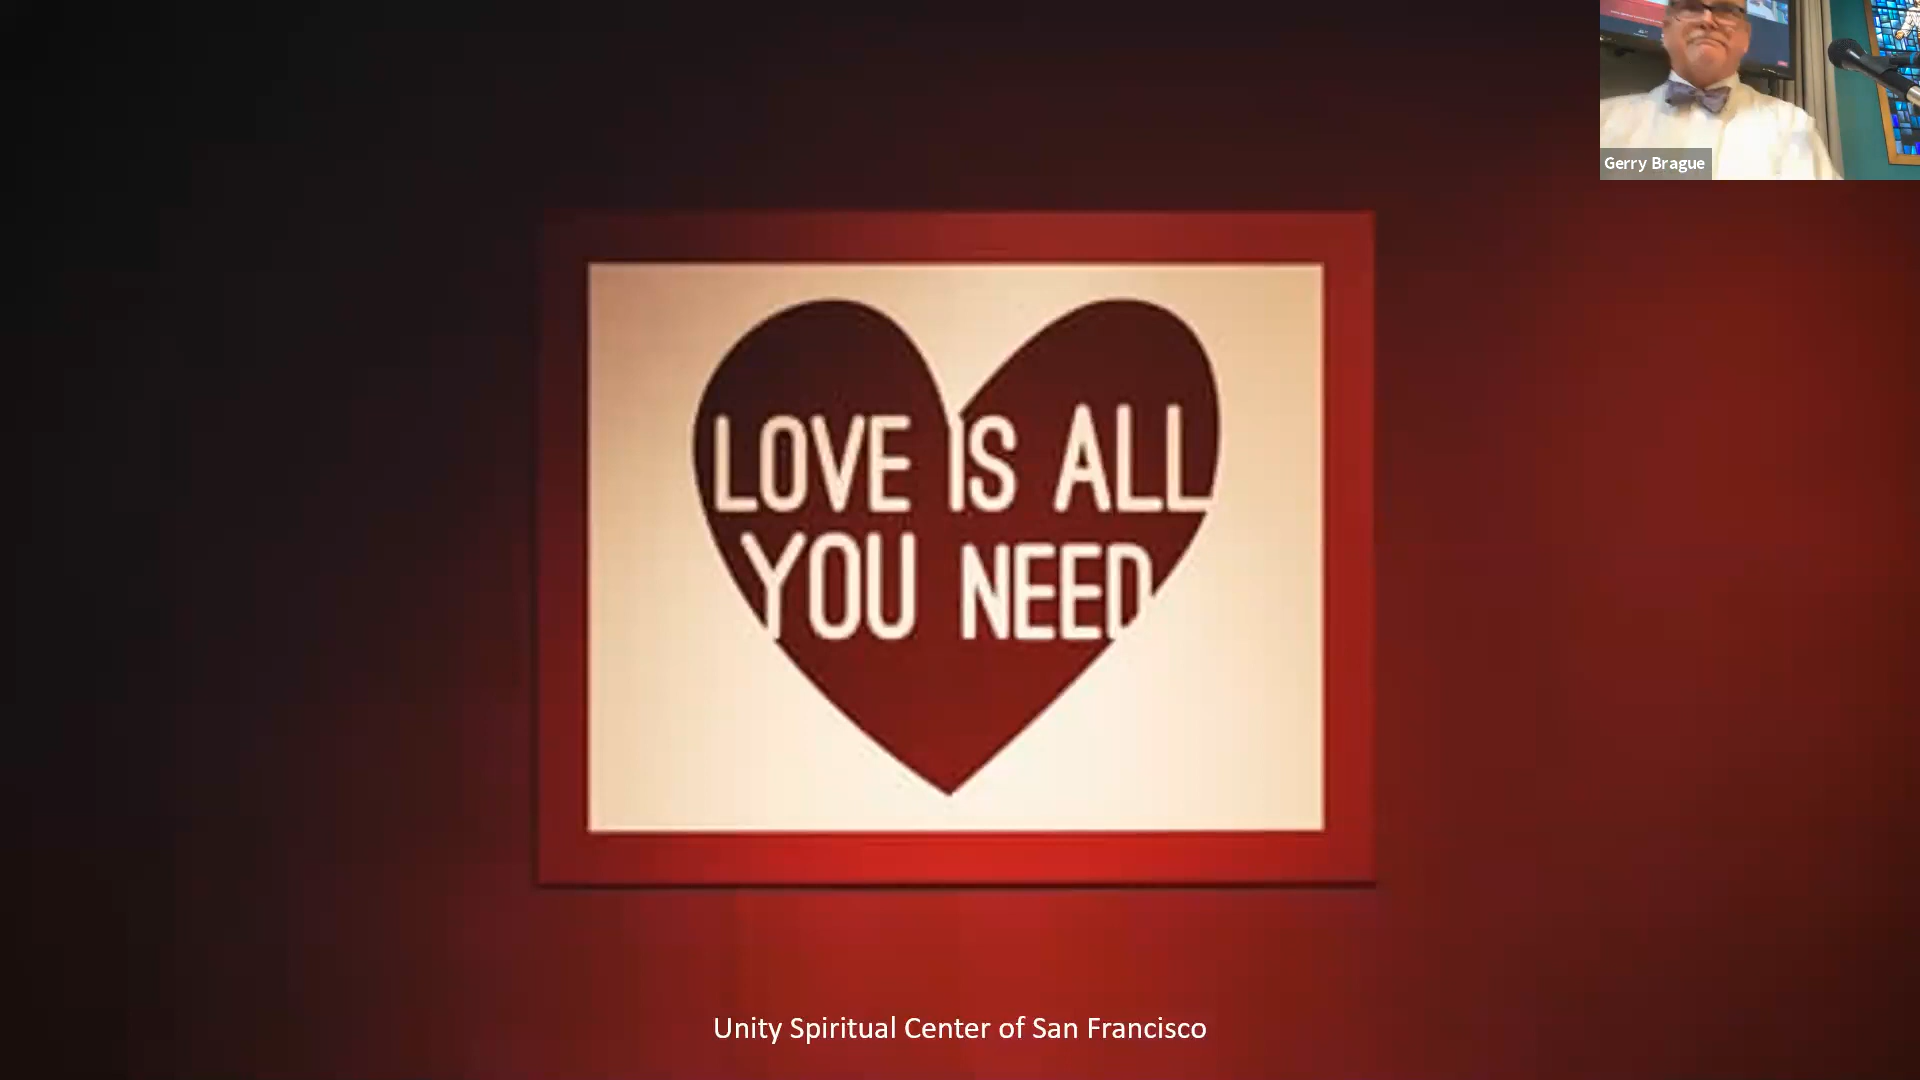 Gerry Brague
LOVE IS ALL
YOU NEED
Unity Spiritual Center of San Francisco